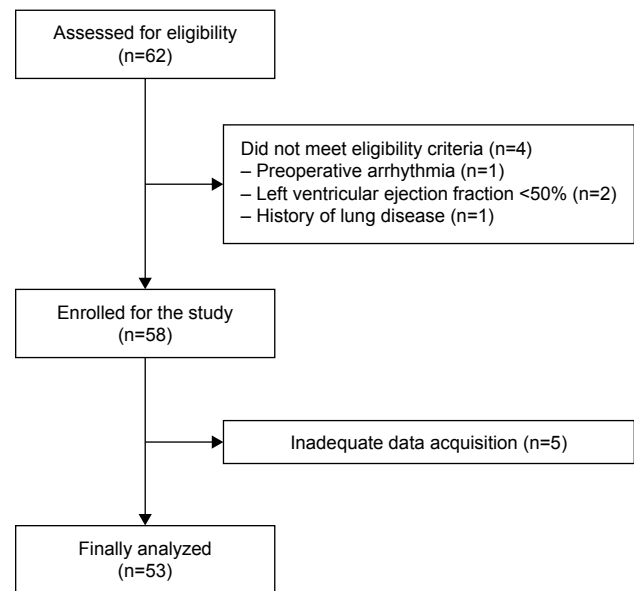 Assessed for eligibility
(n=62)
Did not meet eligibility criteria (n=4)
– Preoperative arrhythmia (n=1)
– Left ventricular ejection fraction <50% (n=2)
– History of lung disease (n=1)
Enrolled for the study
(n=58)
Inadequate data acquisition (n=5)
Finally analyzed
(n=53)